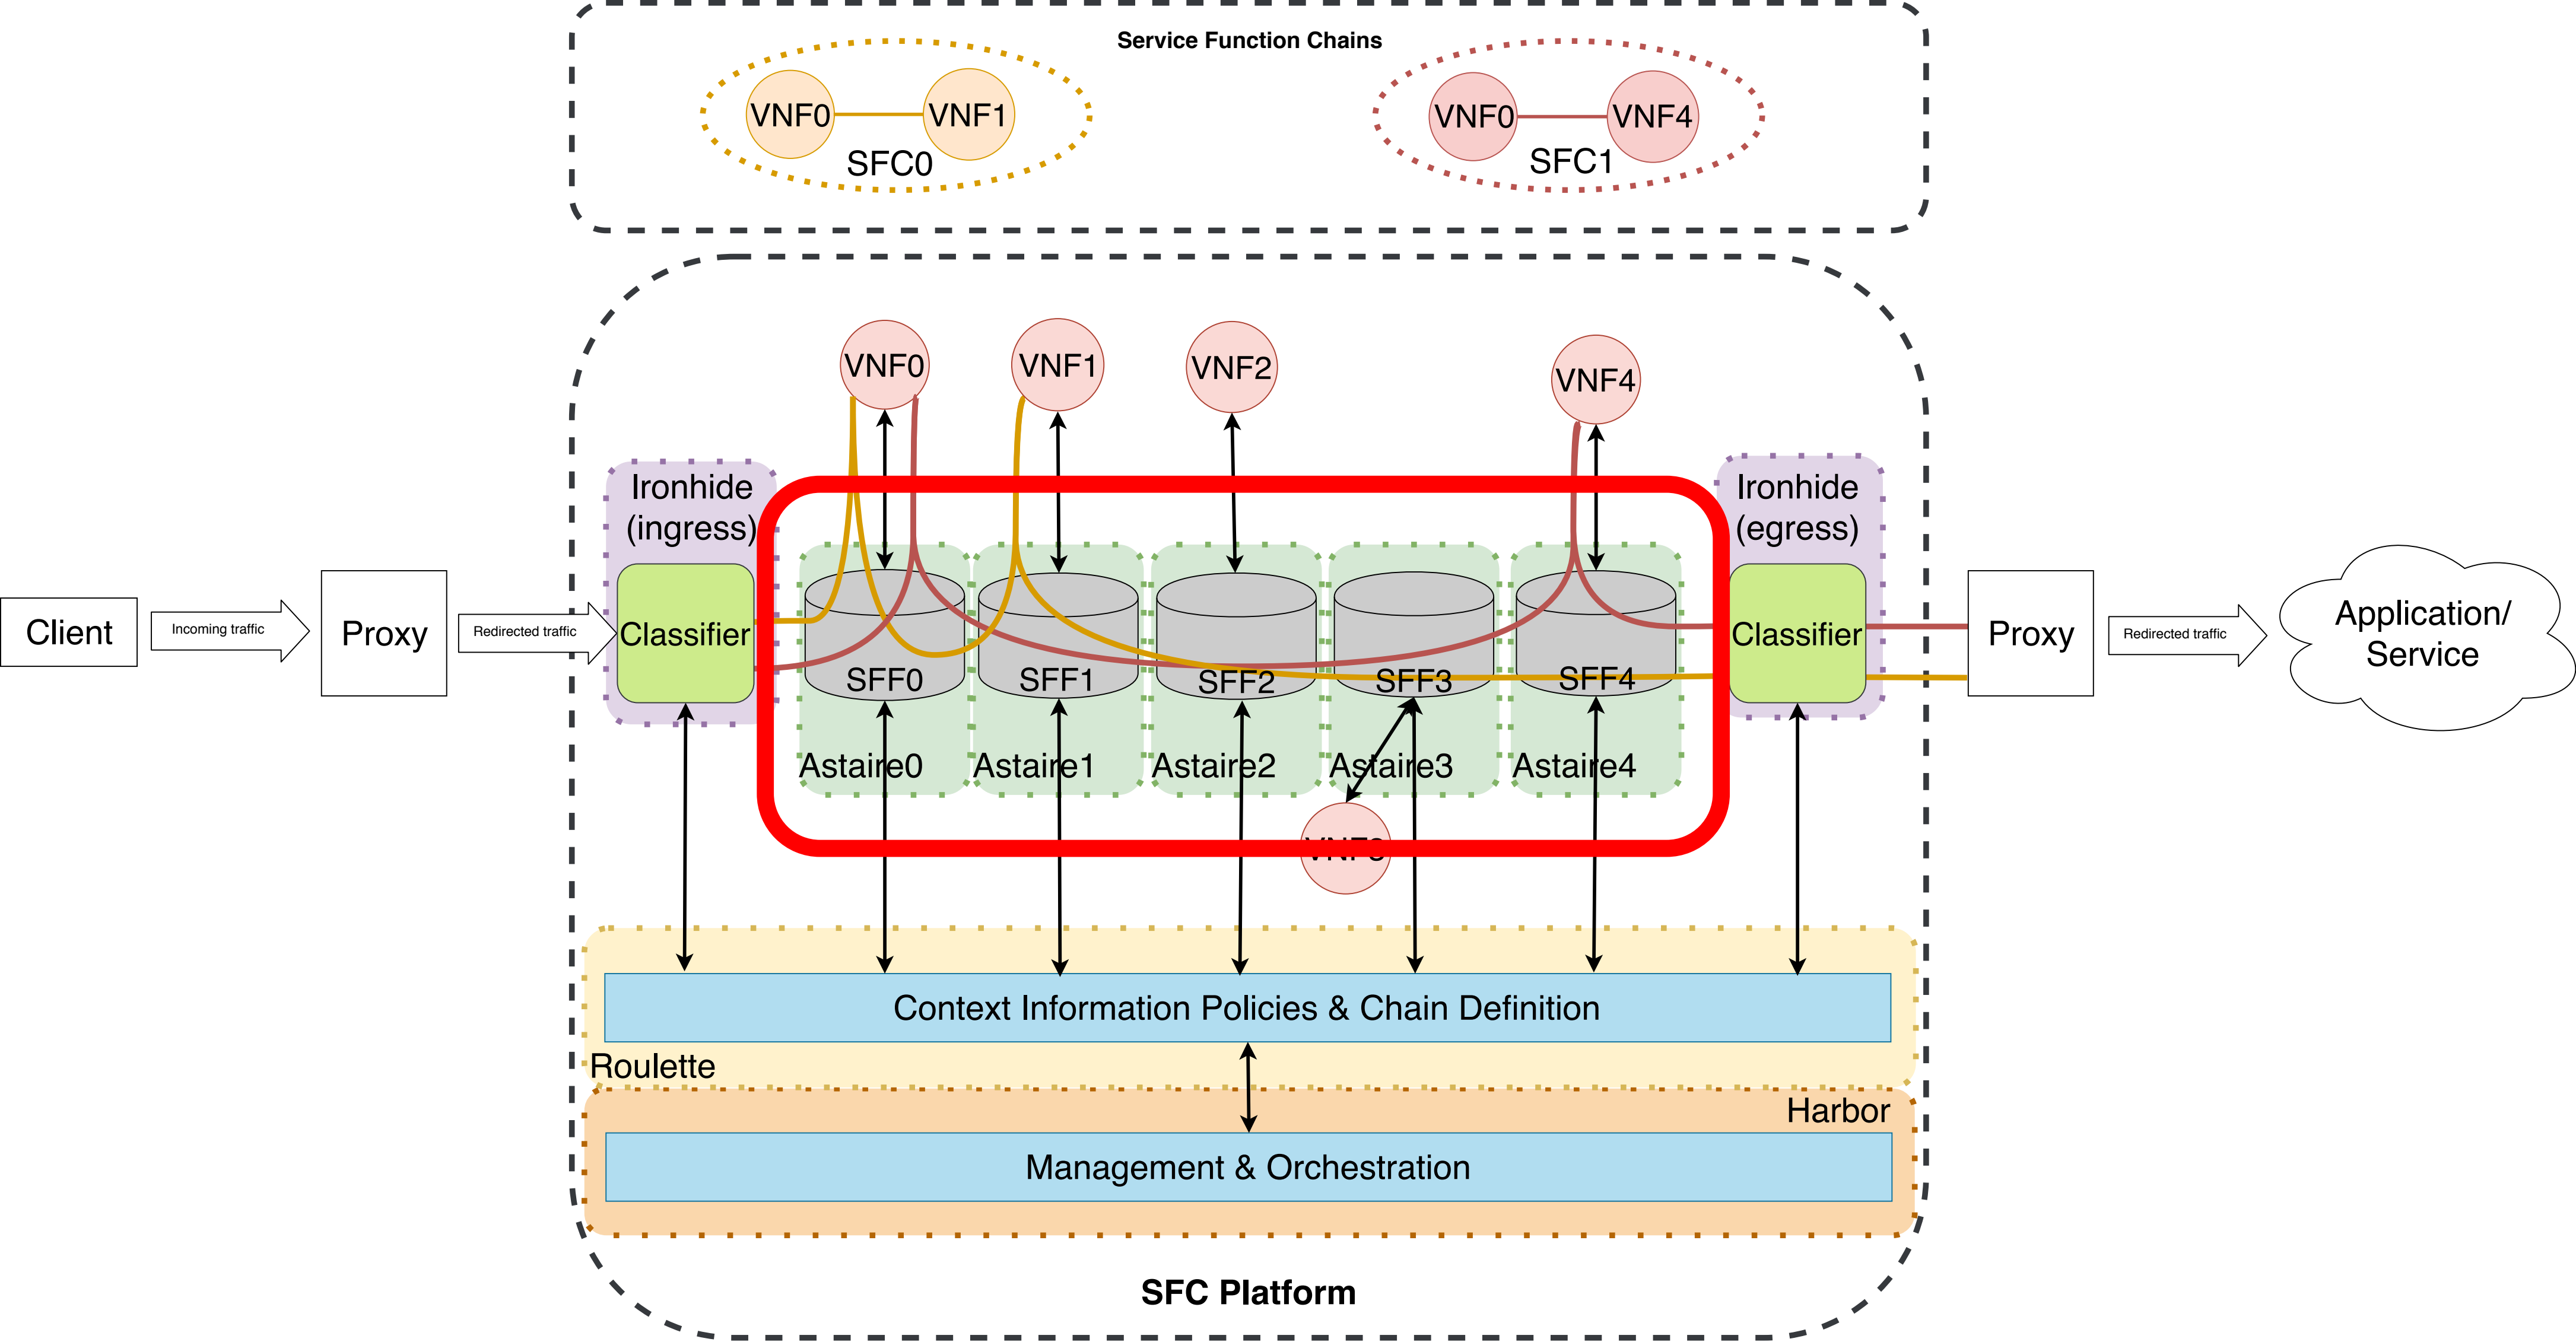 Service Function Chains
VNF0
VNF1
SFC0
VNF0
VNF4
SFC1
VNF0
VNF1
VNF2
VNF4
Ironhide
(ingress)
Ironhide
(egress)
Client
Incoming traffic
Proxy
Redirected traffic
Classifier
SFF0
SFF1
SFF2
SFF3
SFF4
Classifier
Proxy
Redirected traffic
Application/
Service
Astaire0
Astaire1
Astaire2
Astaire3
Astaire4
Context Information Policies & Chain Definition
Roulette
Harbor
Management & Orchestration
SFC Platform